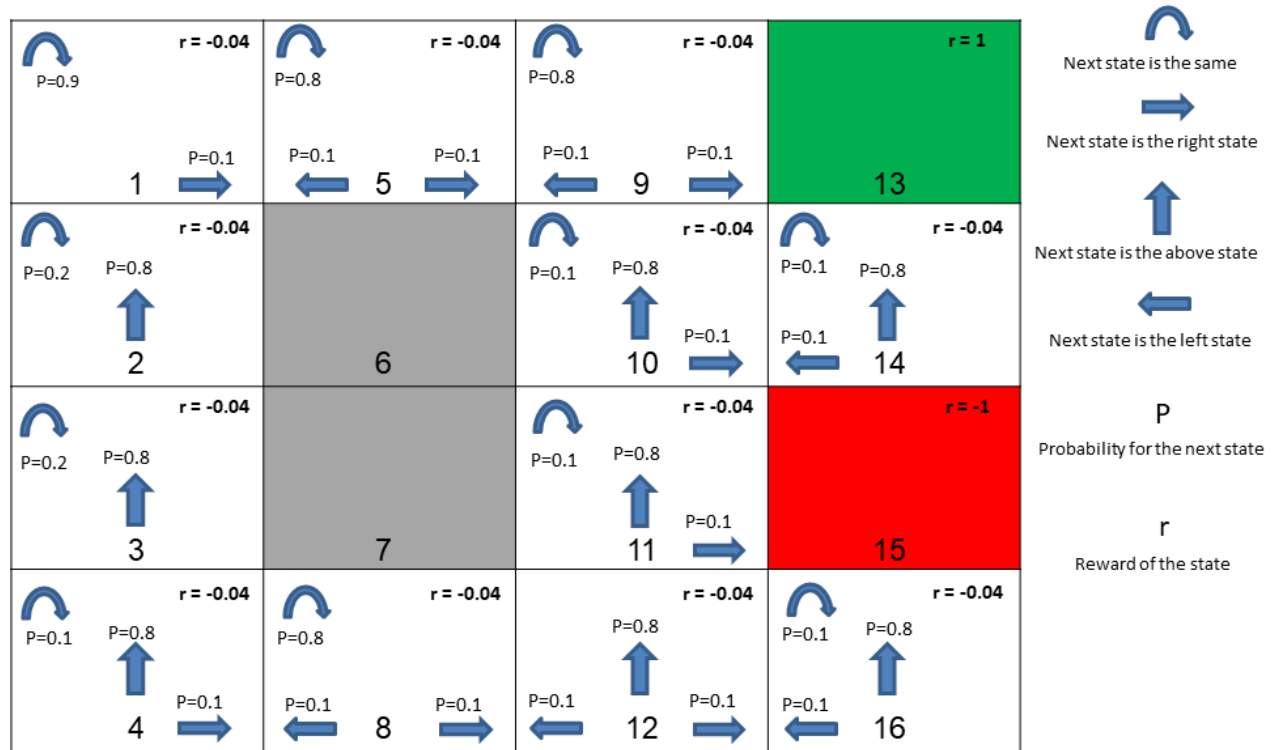 r = -0.04
P=0.9
P=0.1
1
r = -0.04
P=0.8
P=0.1
P=0.1
5
r = -0.04
P=0.8
P=0.1
P=0.1
9
r = 1
13
r = -0.04
P=0.2
P=0.8
2
6
r = -0.04
P=0.1
P=0.8
P=0.1
10
r = -0.04
P=0.1
P=0.8
P=0.1
14
r = -0.04
P=0.2
P=0.8
3
7
r = -0.04
P=0.1
P=0.8
P=0.1
11
r = -1
15
r = -0.04
P=0.1
P=0.8
P=0.1
4
r = -0.04
P=0.8
P=0.1
P=0.1
8
r = -0.04
P=0.8
P=0.1
P=0.1
12
r = -0.04
P=0.1
P=0.8
P=0.1
16
Next state is the same
Next state is the right state
Next state is the above state
Next state is the left state
P
Probability for the next state
r
Reward of the state